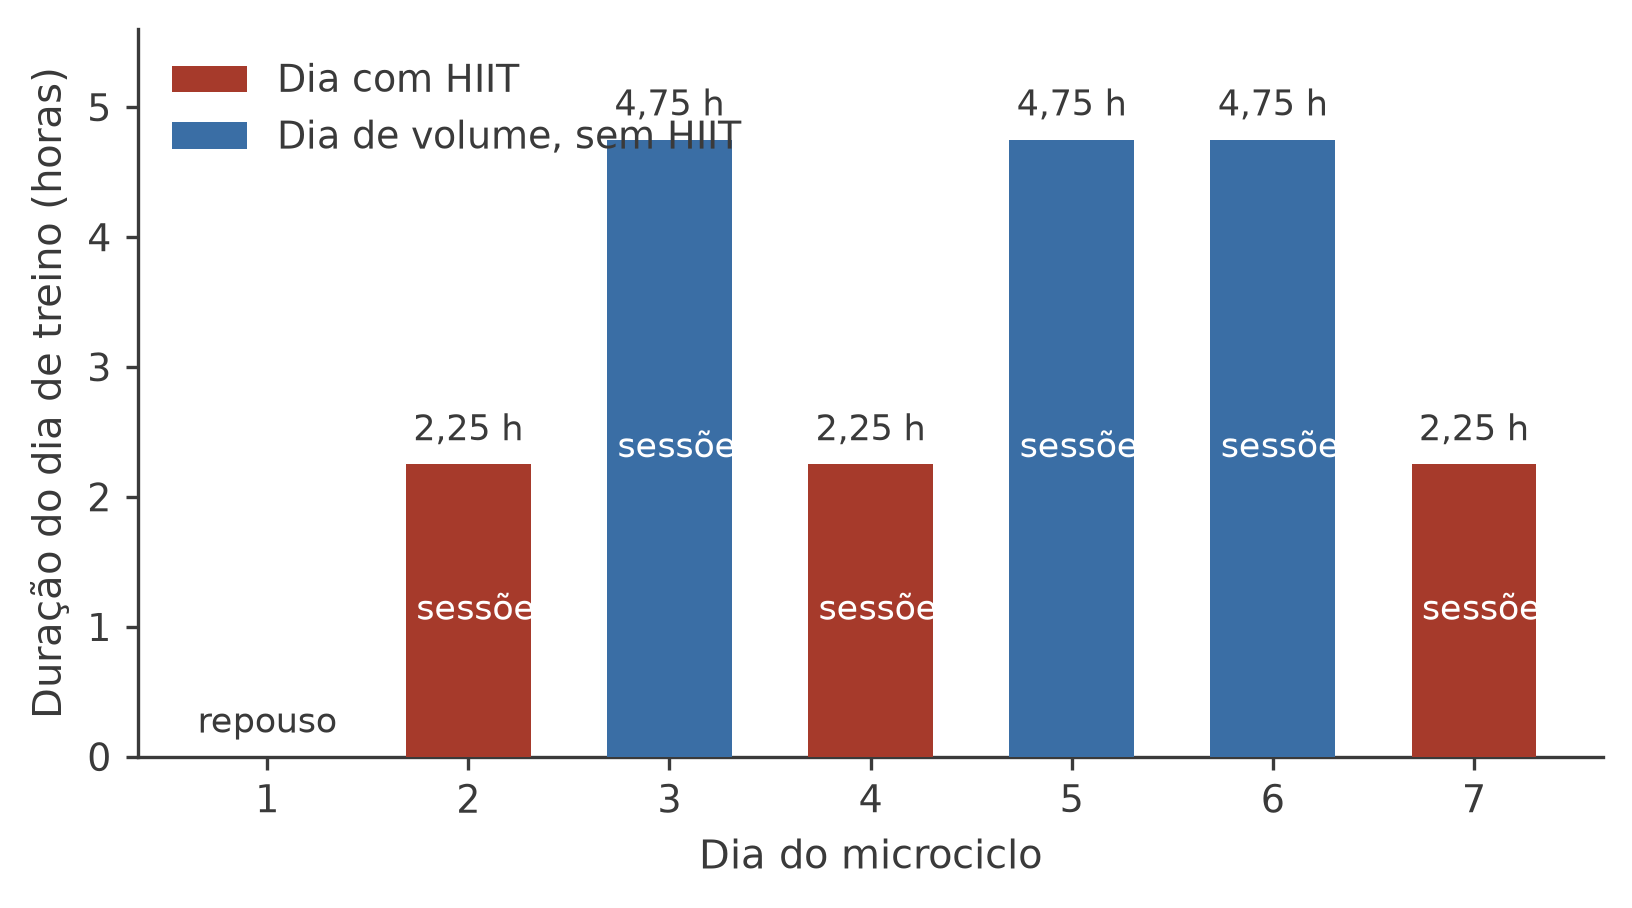 Dia com HIIT
Dia de volume, sem HIIT
Duração do dia de treino (horas)
5
4
3
2
1
0
4,75 h
4,75 h
4,75 h
2,25 h
2,25 h
2,25 h
sessõe
sessõe
sessõe
sessõe
sessõe
sessõe
repouso
1 2 3 4 5 6 7
Dia do microciclo